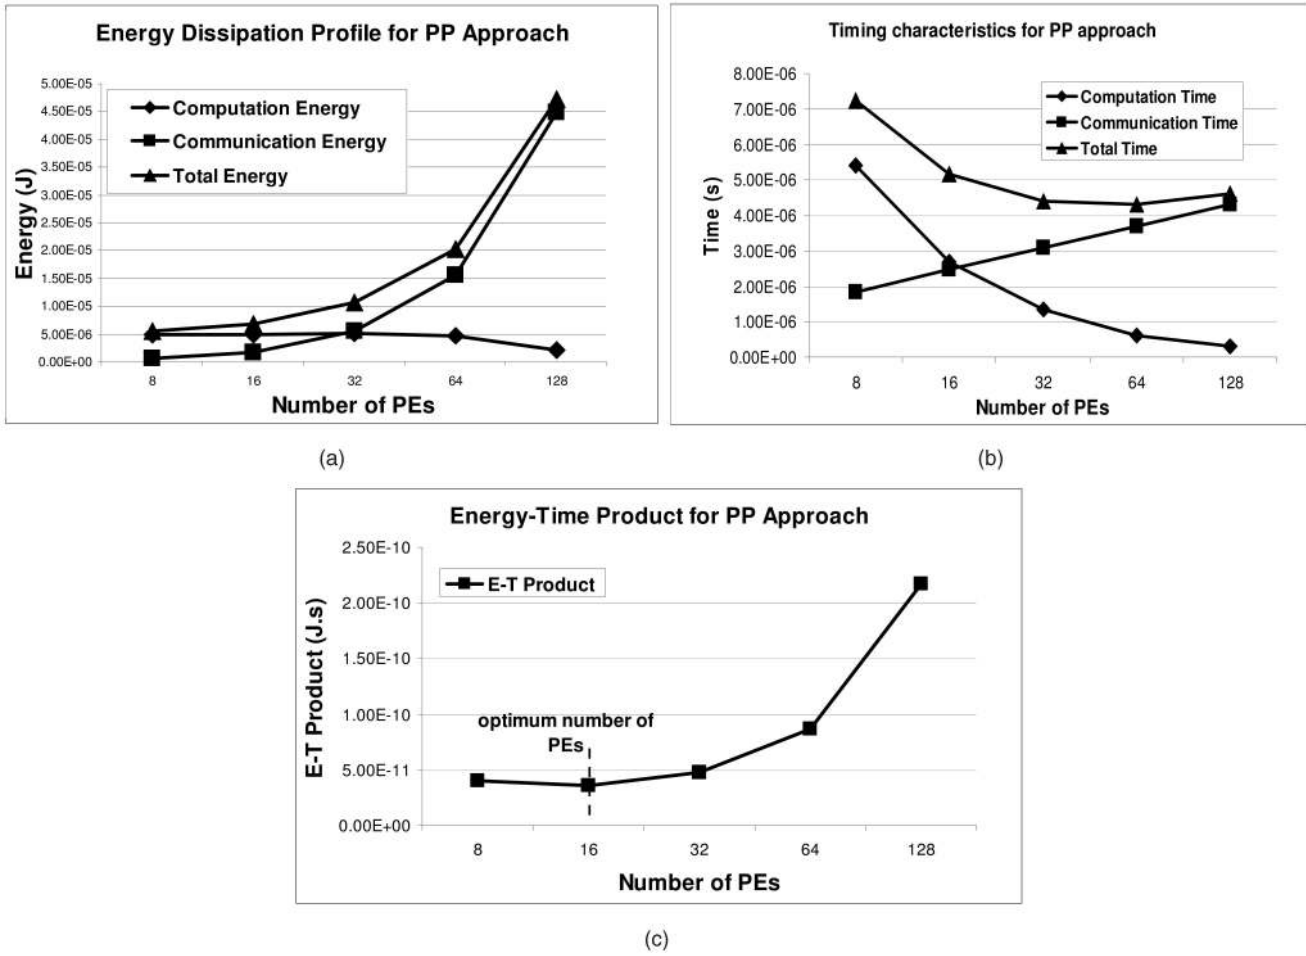 Energy Dissipation Profile for PP Approach
5.00E-05
4.50E-05
4.00E-05
3.50E-05
3.00E-05
2.50E-05
2.00E-05
1.50E-05
1.00E-05
5.00E-06
0.00E+00
Energy (J)
Computation Energy
Communication Energy
Total Energy
8 16 32 64 128
Number of PEs
(a)
Timing characteristics for PP approach
8.00E-06
7.00E-06
6.00E-06
5.00E-06
4.00E-06
3.00E-06
2.00E-06
1.00E-06
0.00E+00
Time (s)
Computation Time
Communication Time
Total Time
8 16 32 64 128
Number of PEs
(b)
Energy-Time Product for PP Approach
2.50E-10
2.00E-10
1.50E-10
1.00E-10
5.00E-11
0.00E+00
E-T Product (J.s)
E-T Product
optimum number of
PEs
8 16 32 64 128
Number of PEs
(c)